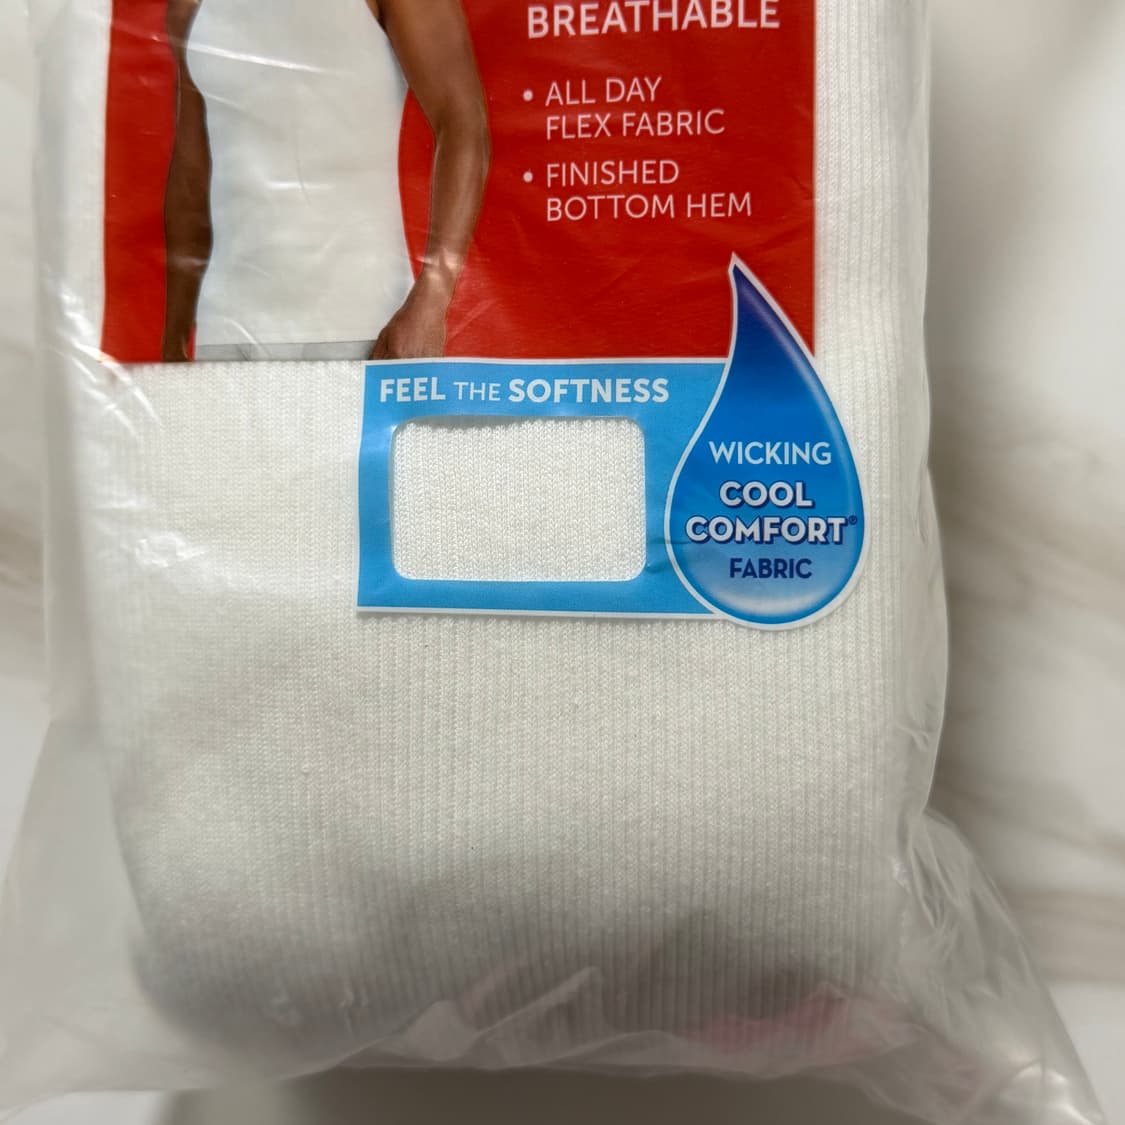 BREATHABLE
• ALL DAY
FLEX FABRIC
• FINISHED
BOTTOM HEM
FEEL THE SOFTNESS
WICKING
COOL
COMFORT®
FABRIC